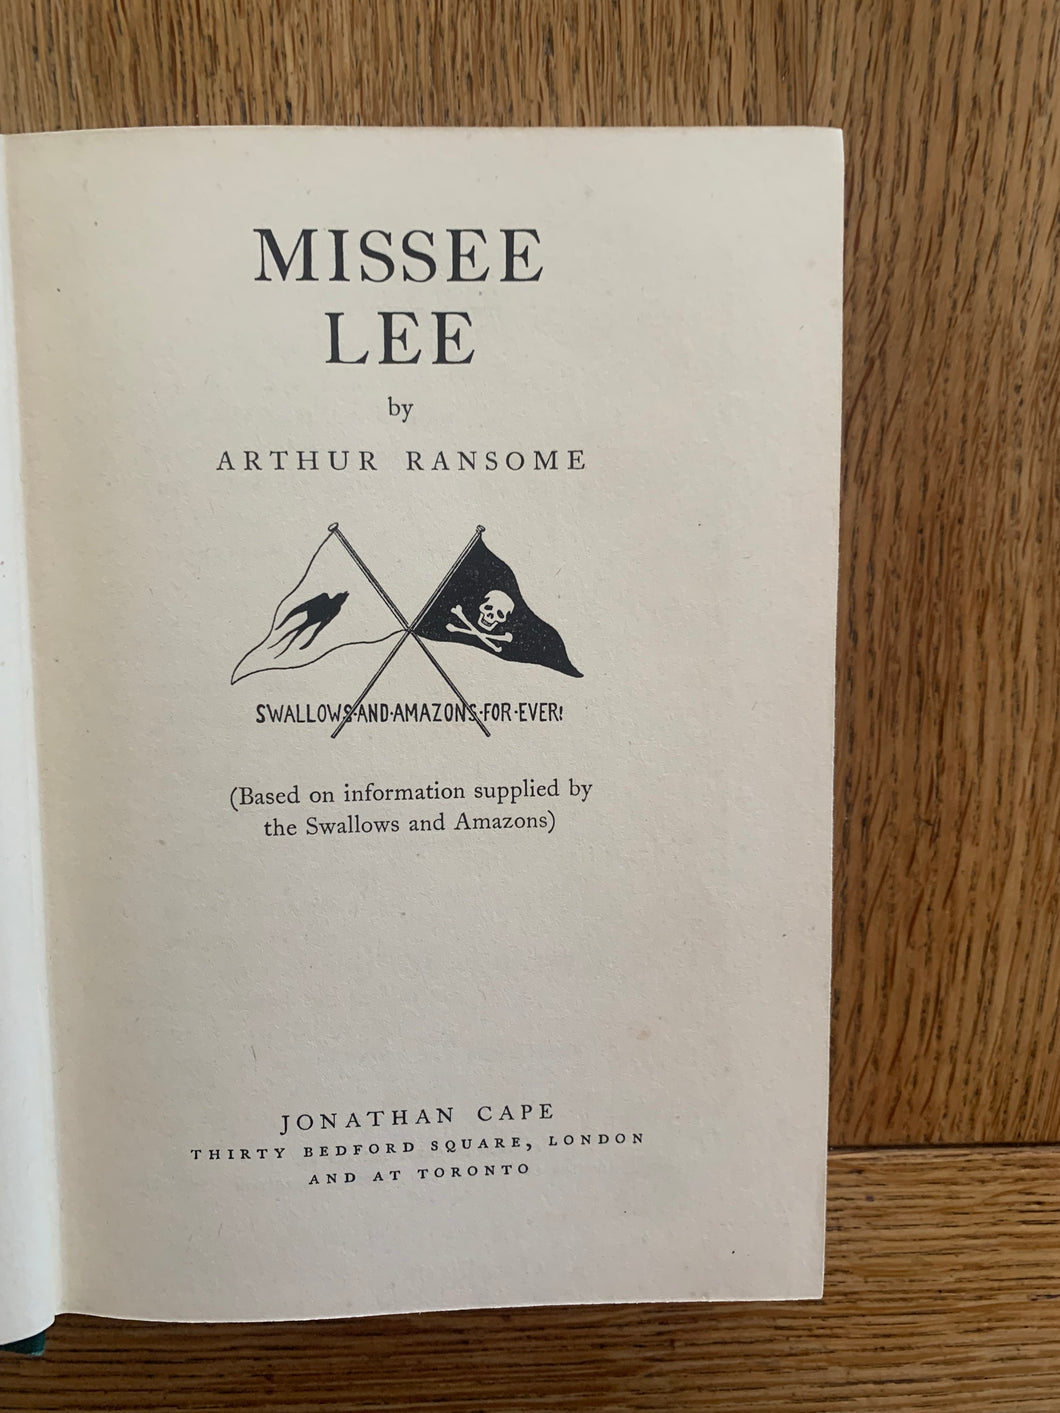 MISSEE
LEE
by
ARTHUR RANSOME
SWALLOWS·AND·AMAZONS·FOR·EVER!
(Based on information supplied by
the Swallows and Amazons)
JONATHAN CAPE
THIRTY BEDFORD SQUARE, LONDON
AND AT TORONTO